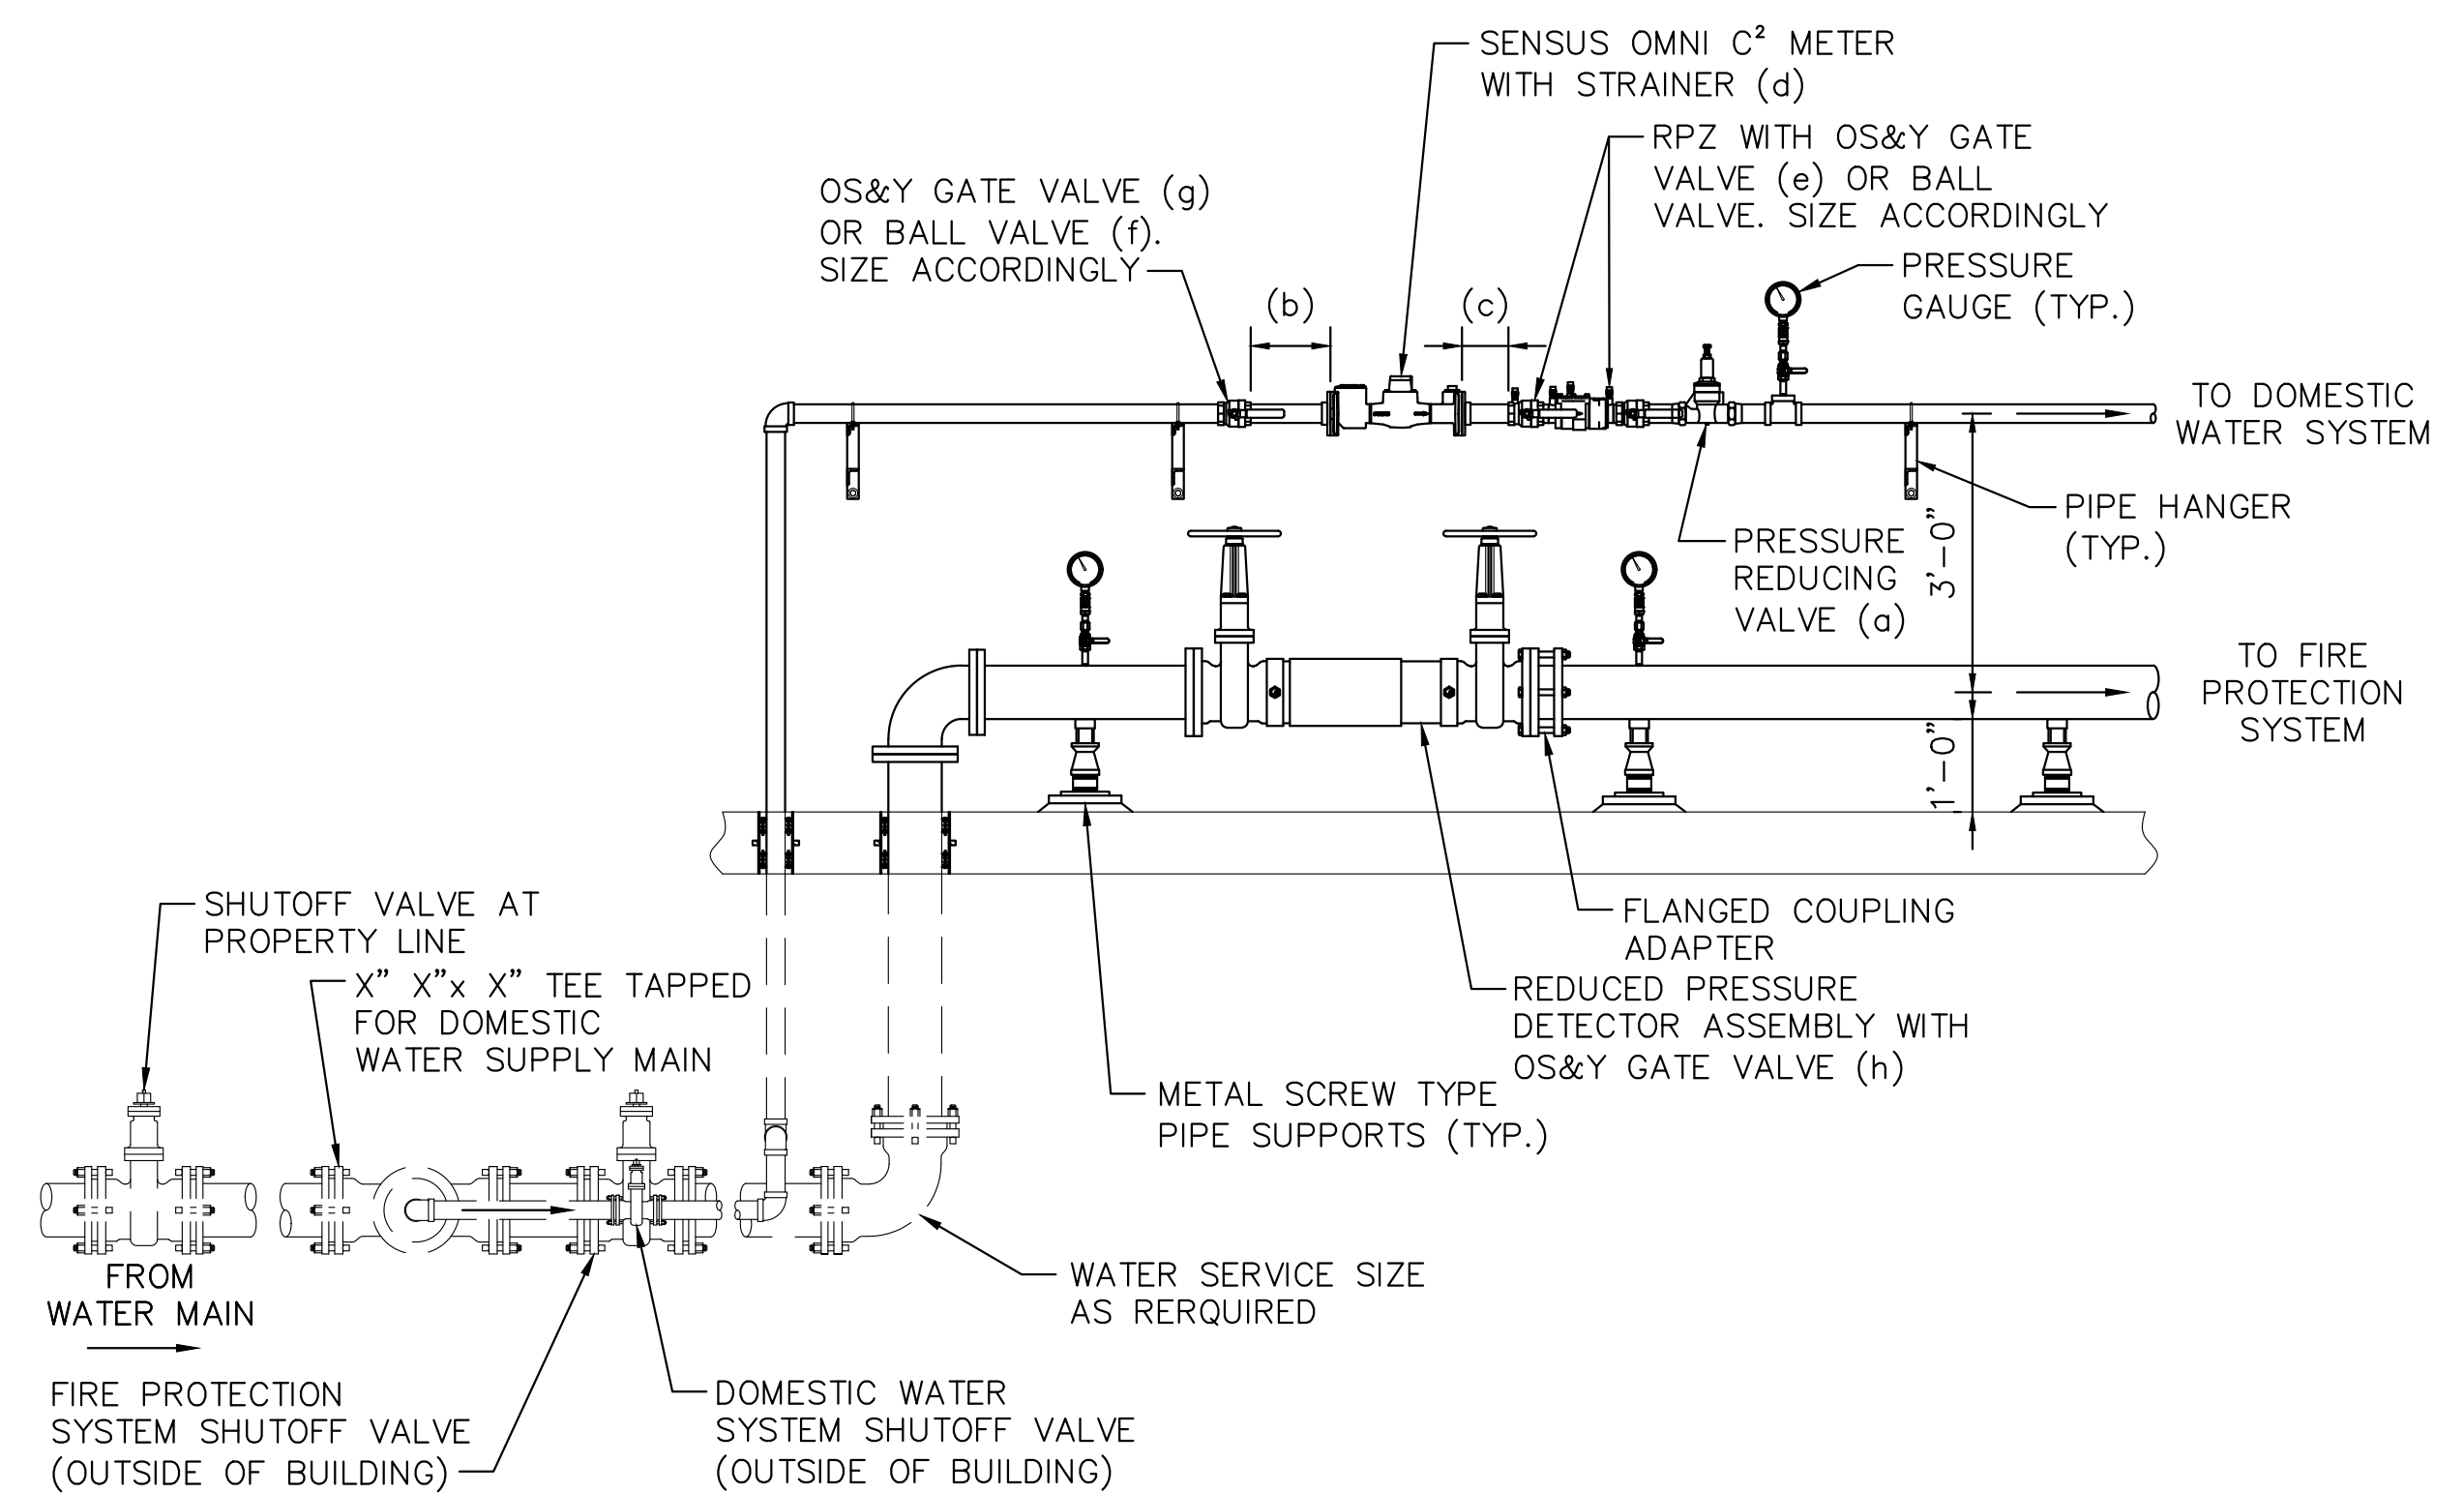 SENSUS OMNI C² METER
WITH STRAINER (d)
RPZ WITH OS&Y GATE
VALVE (e) OR BALL
VALVE. SIZE ACCORDINGLY
OS&Y GATE VALVE (g)
OR BALL VALVE (f).
SIZE ACCORDINGLY
PRESSURE
GAUGE (TYP.)
(b)
(c)
TO DOMESTIC
WATER SYSTEM
PIPE HANGER
(TYP.)
PRESSURE
REDUCING
VALVE (a)
3'-0"
TO FIRE
PROTECTION
SYSTEM
1'-0"
SHUTOFF VALVE AT
PROPERTY LINE
X" X"x X" TEE TAPPED
FOR DOMESTIC
WATER SUPPLY MAIN
FLANGED COUPLING
ADAPTER
REDUCED PRESSURE
DETECTOR ASSEMBLY WITH
OS&Y GATE VALVE (h)
METAL SCREW TYPE
PIPE SUPPORTS (TYP.)
FROM
WATER MAIN
WATER SERVICE SIZE
AS RERQUIRED
FIRE PROTECTION
SYSTEM SHUTOFF VALVE
(OUTSIDE OF BUILDING)
DOMESTIC WATER
SYSTEM SHUTOFF VALVE
(OUTSIDE OF BUILDING)